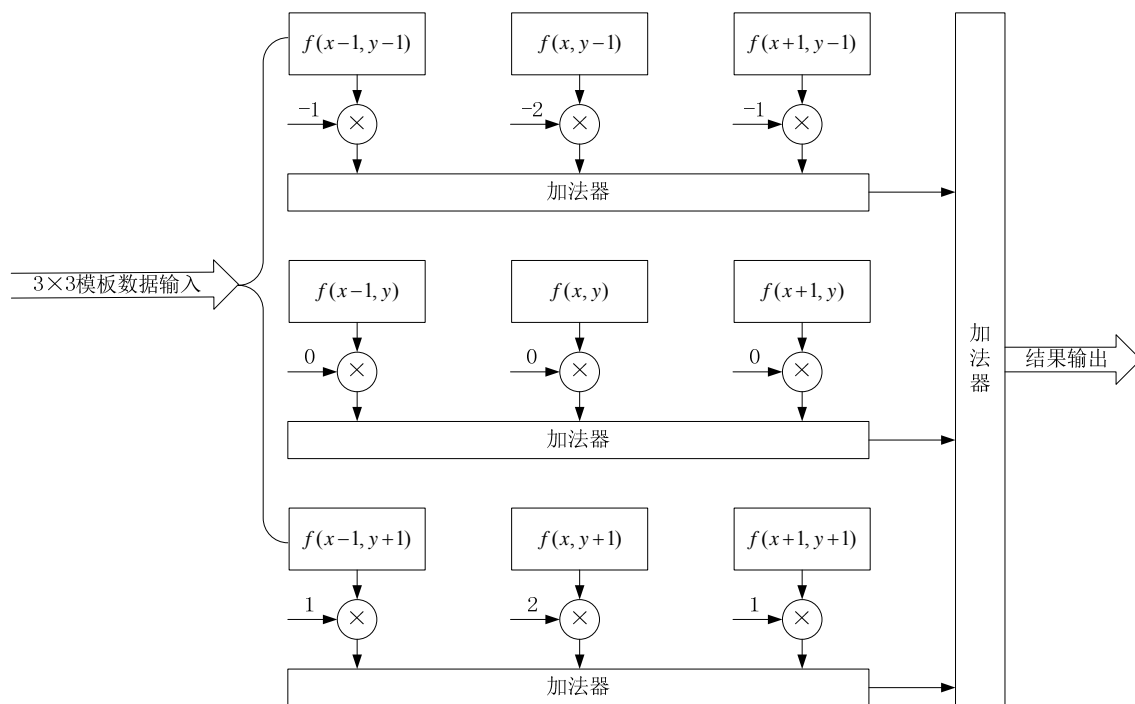 f(x−1, y−1) f(x, y−1) f(x+1, y−1)
−1 × −2 × −1 ×
加法器
3×3模板数据输入
f(x−1, y) f(x, y) f(x+1, y)
0 × 0 × 0 ×
加法器
f(x−1, y+1) f(x, y+1) f(x+1, y+1)
1 × 2 × 1 ×
加法器
加
法
器
结果输出